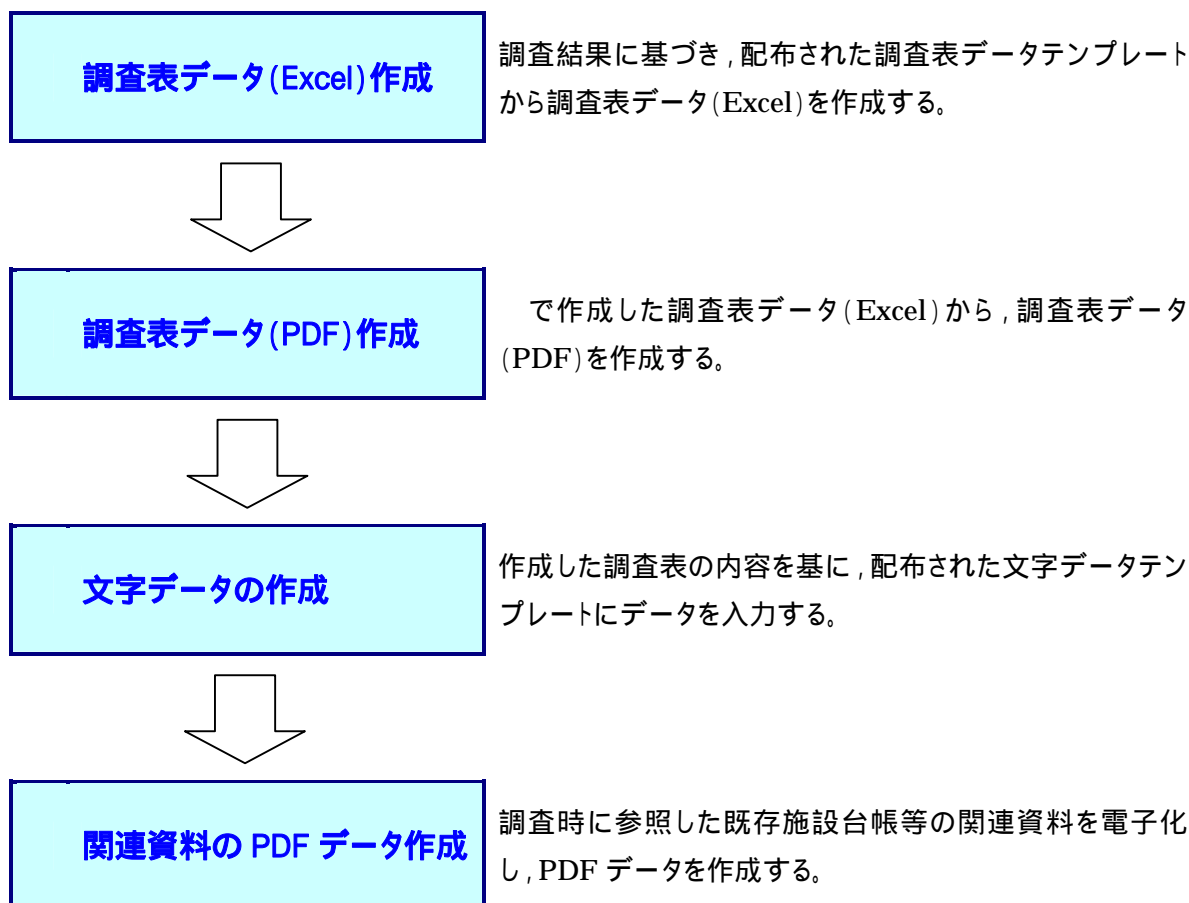 調査表データ(Excel)作成
調査結果に基づき,配布された調査表データテンプレート
から調査表データ(Excel)を作成する。
調査表データ(PDF)作成
で作成した調査表データ(Excel)から,調査表データ
(PDF)を作成する。
文字データの作成
作成した調査表の内容を基に,配布された文字データテン
プレートにデータを入力する。
関連資料の PDF データ作成
調査時に参照した既存施設台帳等の関連資料を電子化
し,PDF データを作成する。